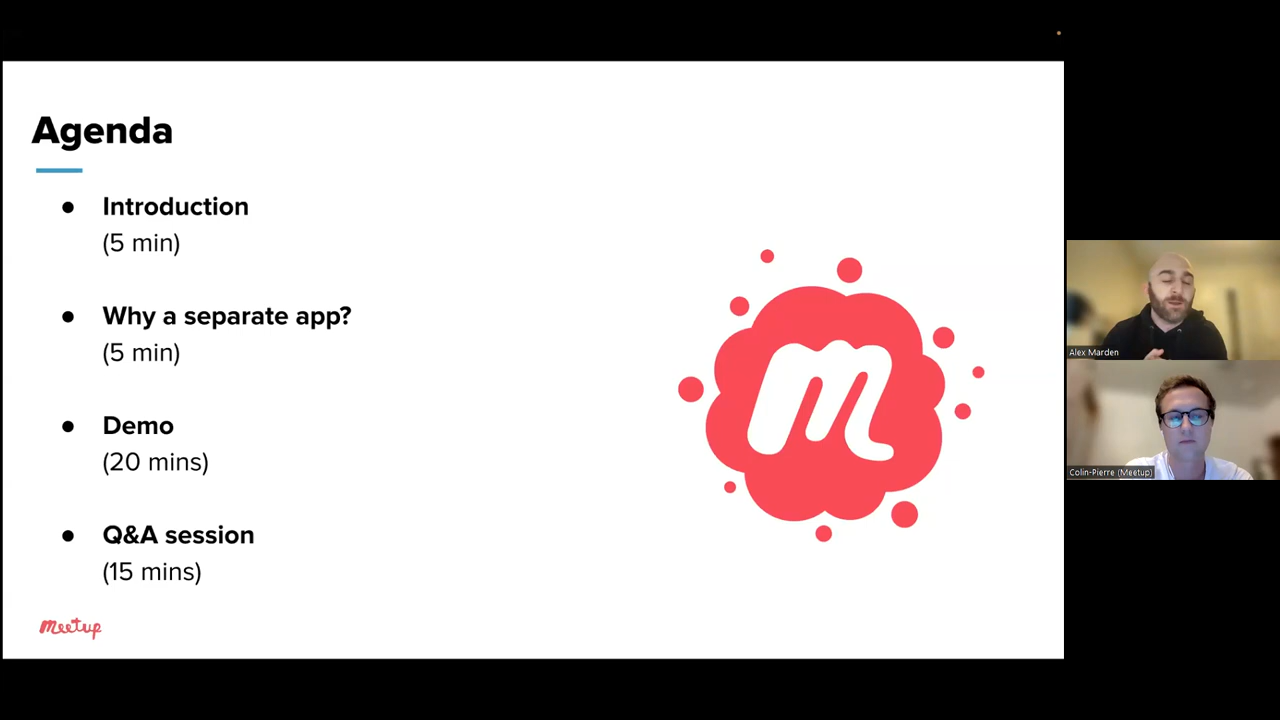 Agenda
● Introduction
(5 min)
● Why a separate app?
(5 min)
● Demo
(20 mins)
● Q&A session
(15 mins)
meetup
m
Alex Marden
Colin-Pierre (Meetup)